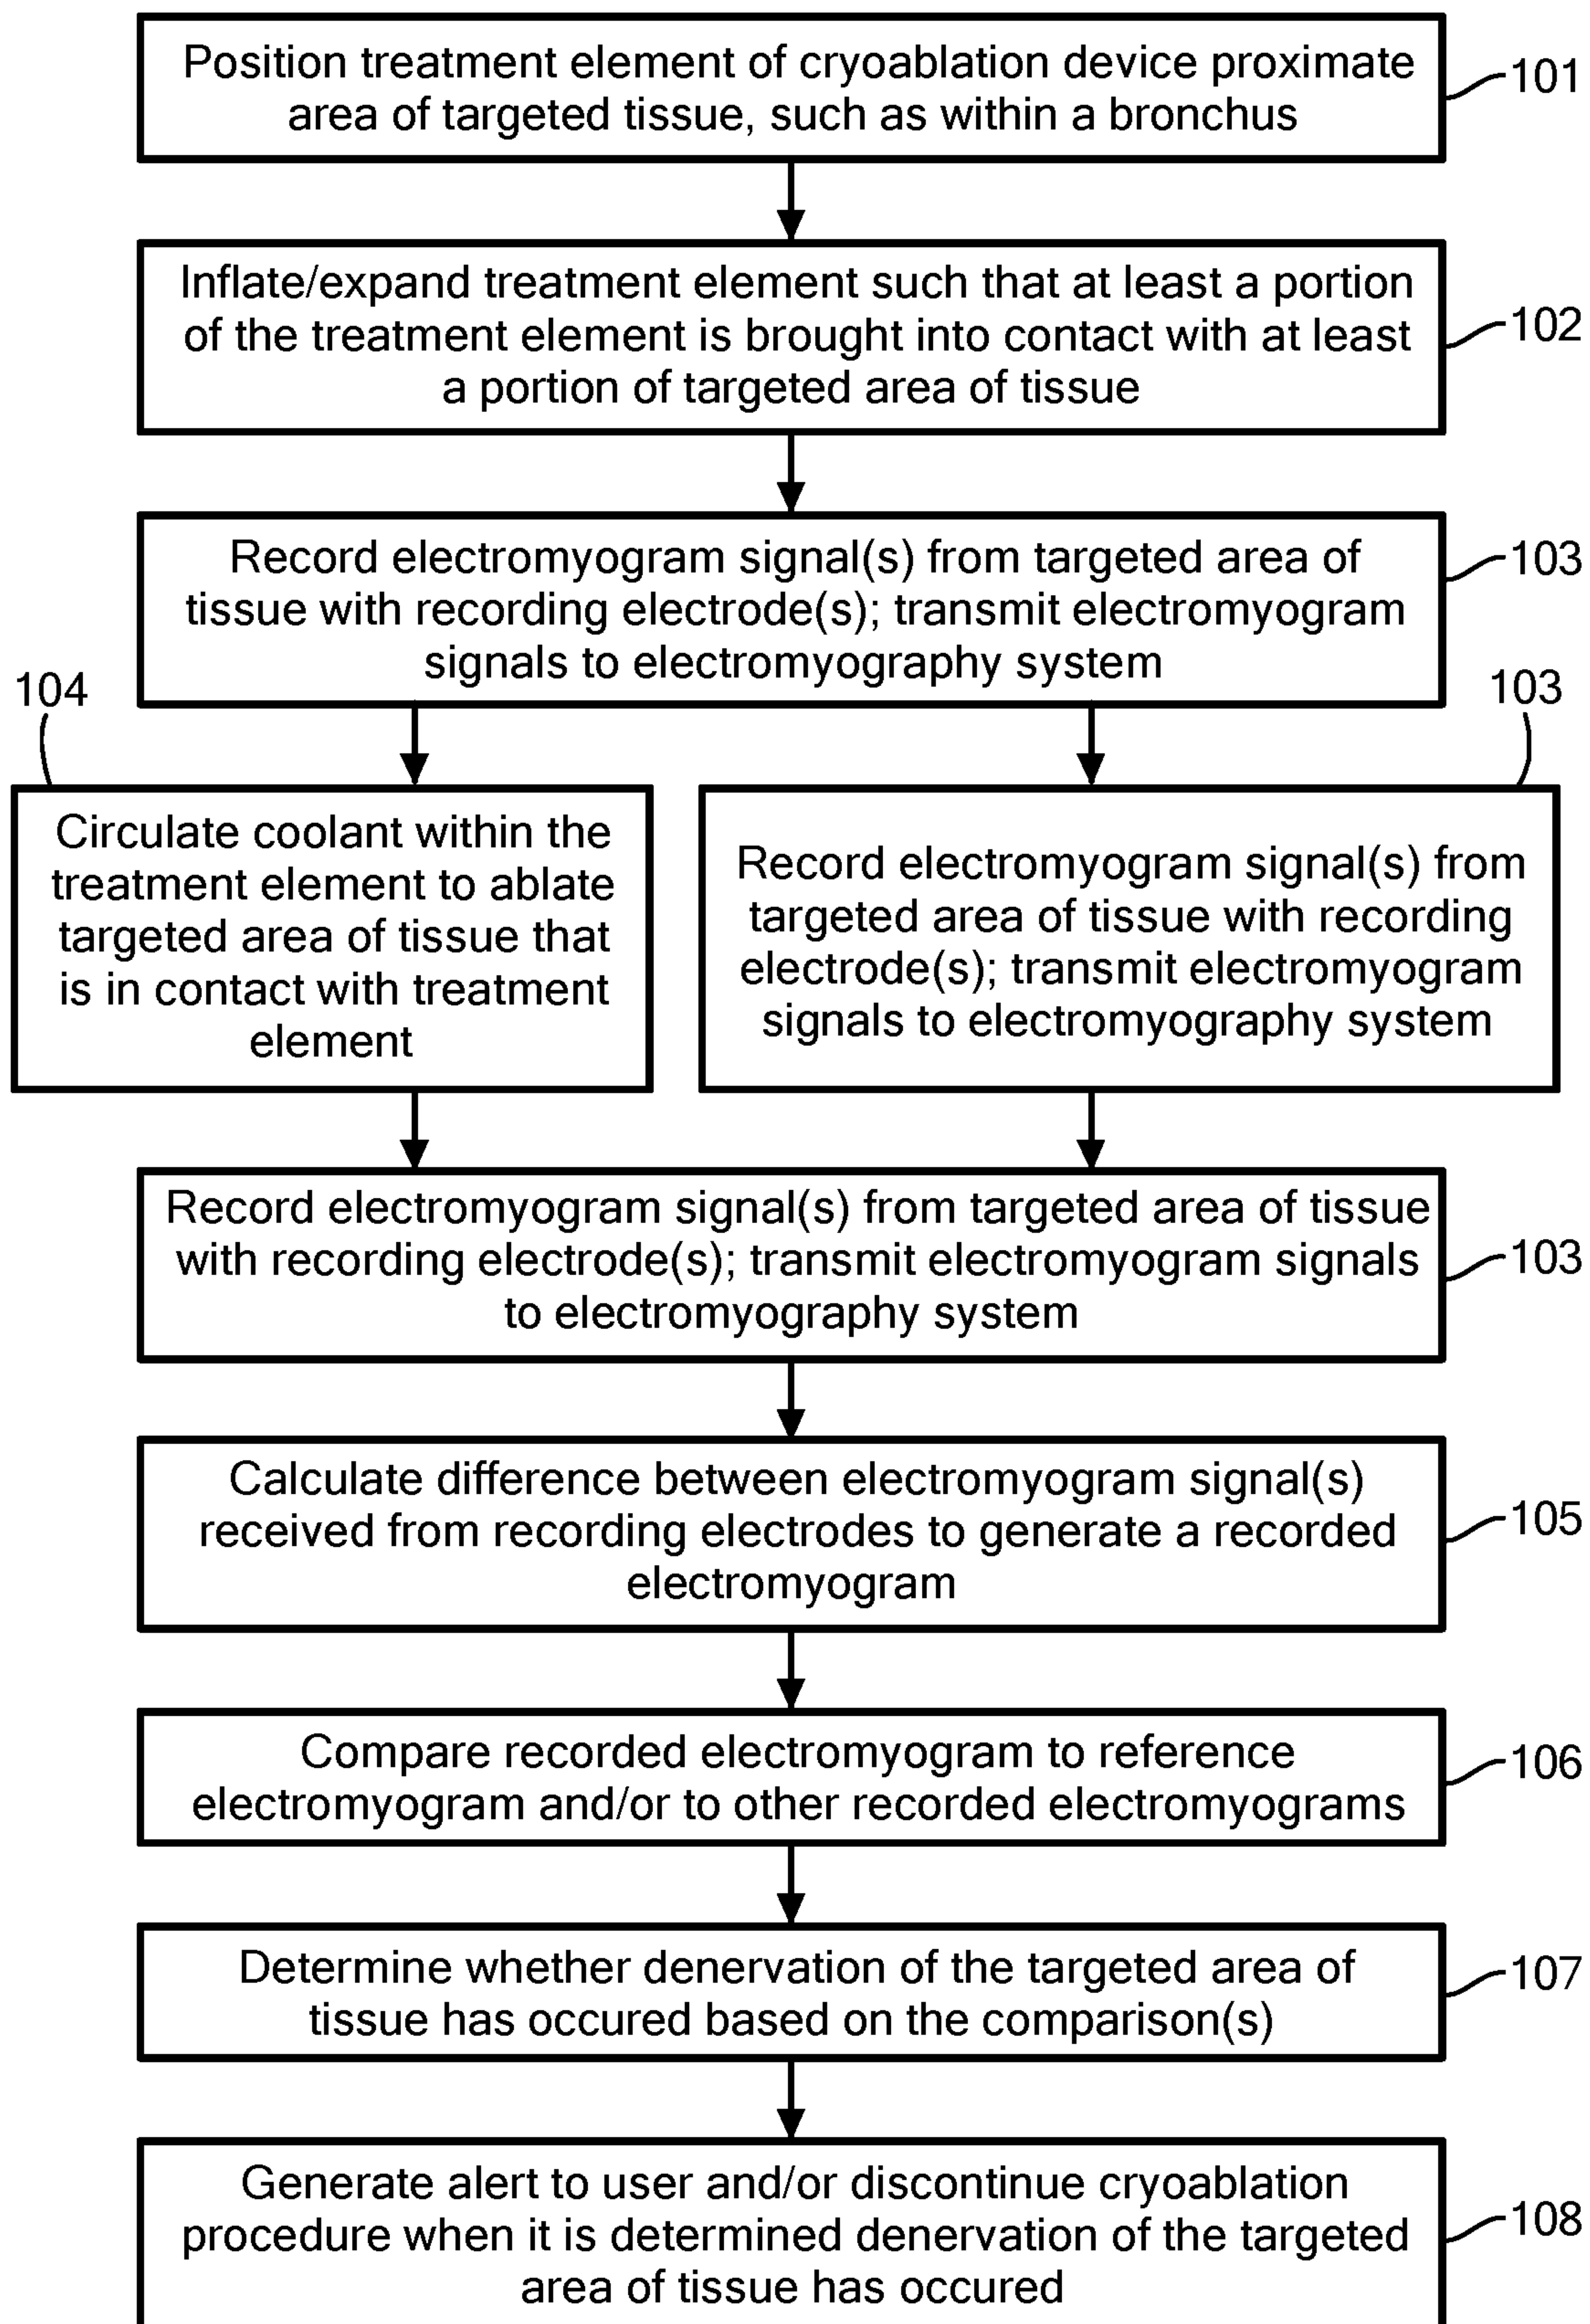 Position treatment element of cryoablation device proximate
area of targeted tissue, such as within a bronchus
101
Inflate/expand treatment element such that at least a portion
of the treatment element is brought into contact with at least
a portion of targeted area of tissue
102
Record electromyogram signal(s) from targeted area of
tissue with recording electrode(s); transmit electromyogram
signals to electromyography system
103
104
Circulate coolant within the
treatment element to ablate
targeted area of tissue that
is in contact with treatment
element
103
Record electromyogram signal(s) from
targeted area of tissue with recording
electrode(s); transmit electromyogram
signals to electromyography system
Record electromyogram signal(s) from targeted area of tissue
with recording electrode(s); transmit electromyogram signals
to electromyography system
103
Calculate difference between electromyogram signal(s)
received from recording electrodes to generate a recorded
electromyogram
105
Compare recorded electromyogram to reference
electromyogram and/or to other recorded electromyograms
106
Determine whether denervation of the targeted area of
tissue has occured based on the comparison(s)
107
Generate alert to user and/or discontinue cryoablation
procedure when it is determined denervation of the targeted
area of tissue has occured
108